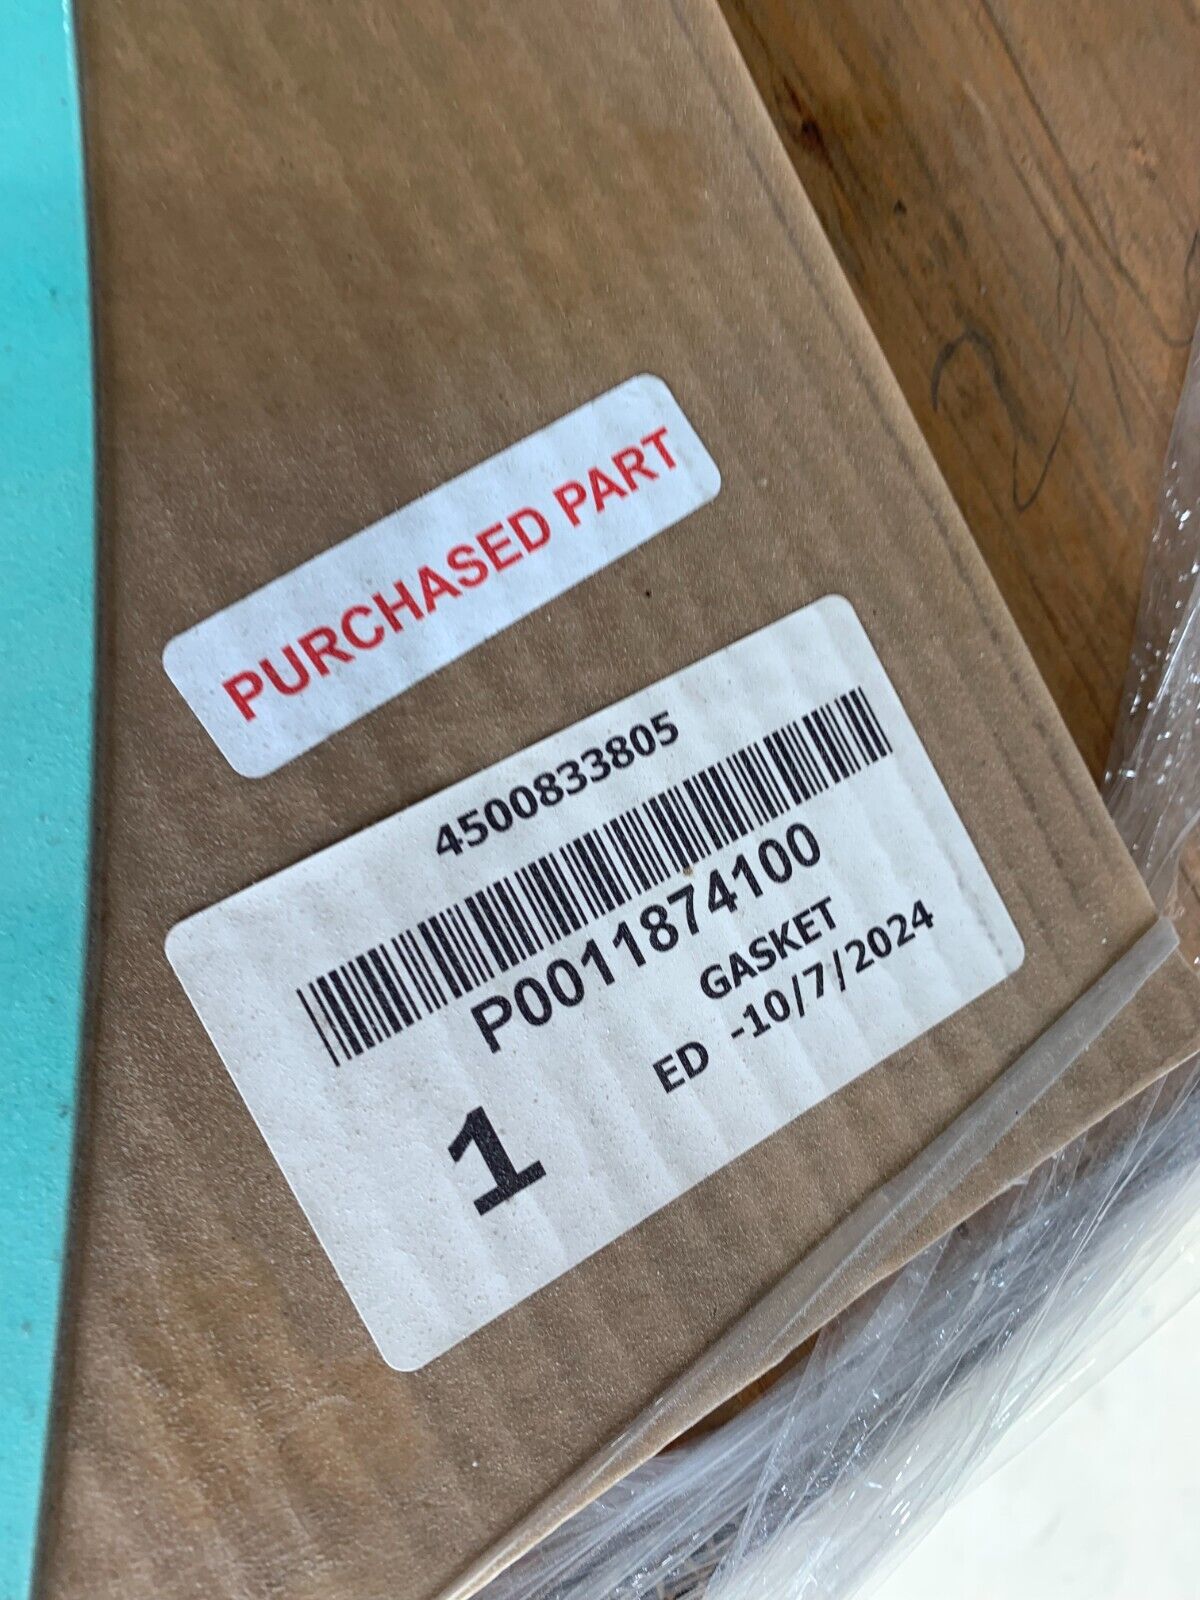 PURCHASED PART
4500833805
P0011874100
GASKET
ED -10/7/2024
1